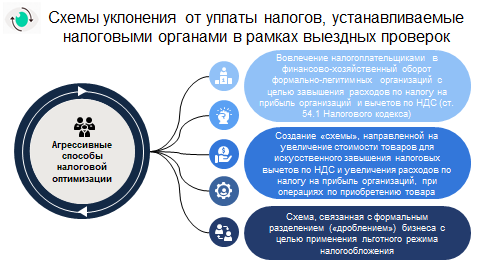 Схемы уклонения от уплаты налогов, устанавливаемые
налоговыми органами в рамках выездных проверок
Агрессивные
способы
налоговой
оптимизации
Вовлечение налогоплательщиками в
финансово-хозяйственный оборот
формально-легитимных организаций с
целью завышения расходов по налогу на
прибыль организаций и вычетов по НДС (ст.
54.1 Налогового кодекса)
Создание «схемы», направленной на
увеличение стоимости товаров для
искусственного завышения налоговых
вычетов по НДС и увеличения расходов по
налогу на прибыль организаций, при
операциях по приобретению товара
Схема, связанная с формальным
разделением («дроблением») бизнеса с
целью применения льготного режима
налогообложения